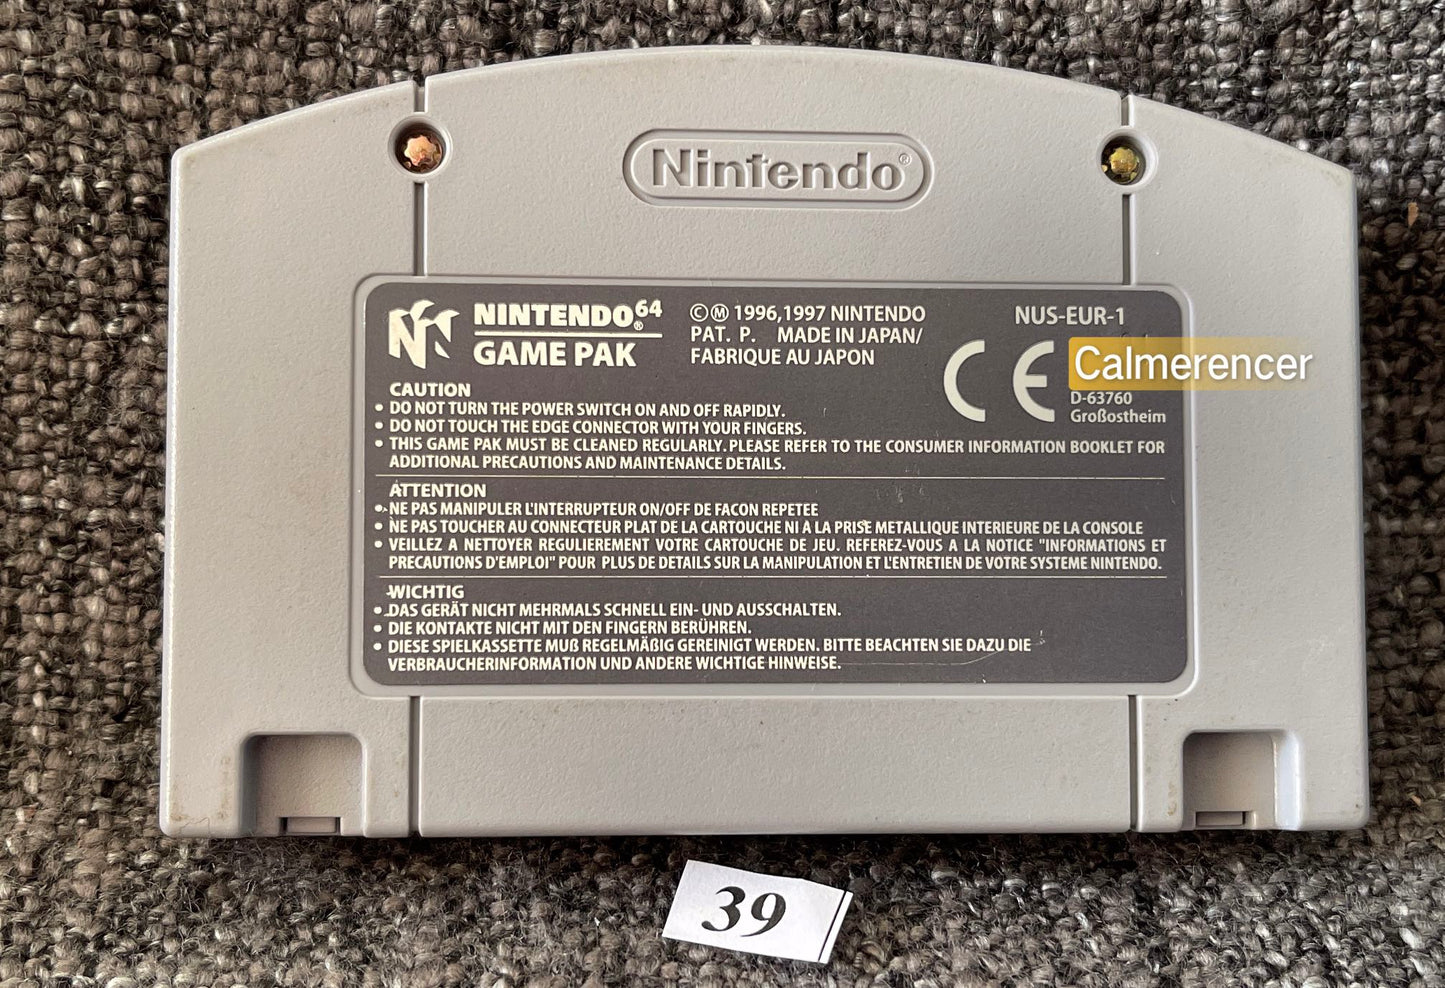 Nintendo®
NINTENDO®64
GAME PAK
©Ⓜ 1996,1997 NINTENDO
PAT. P. MADE IN JAPAN/
FABRIQUE AU JAPON
NUS-EUR-1
CE
Calmerencer
D-63760
Großostheim
CAUTION
• DO NOT TURN THE POWER SWITCH ON AND OFF RAPIDLY.
• DO NOT TOUCH THE EDGE CONNECTOR WITH YOUR FINGERS.
• THIS GAME PAK MUST BE CLEANED REGULARLY. PLEASE REFER TO THE CONSUMER INFORMATION BOOKLET FOR
ADDITIONAL PRECAUTIONS AND MAINTENANCE DETAILS.
ATTENTION
• NE PAS MANIPULER L'INTERRUPTEUR ON/OFF DE FACON REPETEE
• NE PAS TOUCHER AU CONNECTEUR PLAT DE LA CARTOUCHE NI A LA PRISE METALLIQUE INTERIEURE DE LA CONSOLE
• VEILLEZ A NETTOYER REGULIEREMENT VOTRE CARTOUCHE DE JEU. REFEREZ-VOUS A LA NOTICE "INFORMATIONS ET
PRECAUTIONS D'EMPLOI" POUR PLUS DE DETAILS SUR LA MANIPULATION ET L'ENTRETIEN DE VOTRE SYSTEME NINTENDO.
WICHTIG
• DAS GERÄT NICHT MEHRMALS SCHNELL EIN- UND AUSSCHALTEN.
• DIE KONTAKTE NICHT MIT DEN FINGERN BERÜHREN.
• DIESE SPIELKASSETTE MUß REGELMÄßIG GEREINIGT WERDEN. BITTE BEACHTEN SIE DAZU DIE
VERBRAUCHERINFORMATION UND ANDERE WICHTIGE HINWEISE.
39